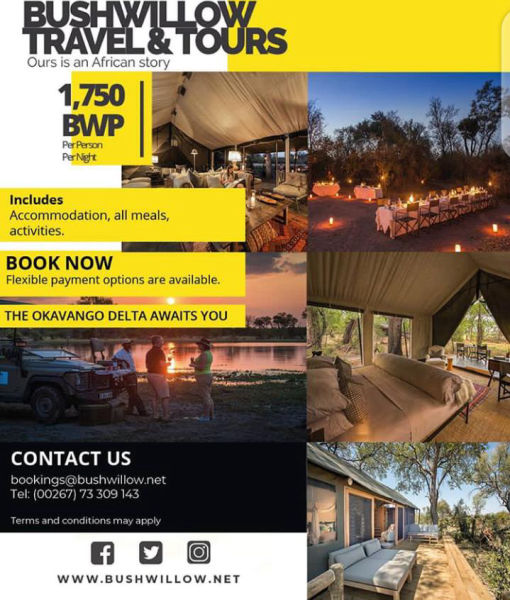 BUSHWILLOW
TRAVEL & TOURS
Ours is an African story
1,750
BWP
Per Person
Per Night
Includes
Accommodation, all meals,
activities.
BOOK NOW
Flexible payment options are available.
THE OKAVANGO DELTA AWAITS YOU
CONTACT US
bookings@bushwillow.net
Tel: (00267) 73 309 143
Terms and conditions may apply
WWW.BUSHWILLOW.NET